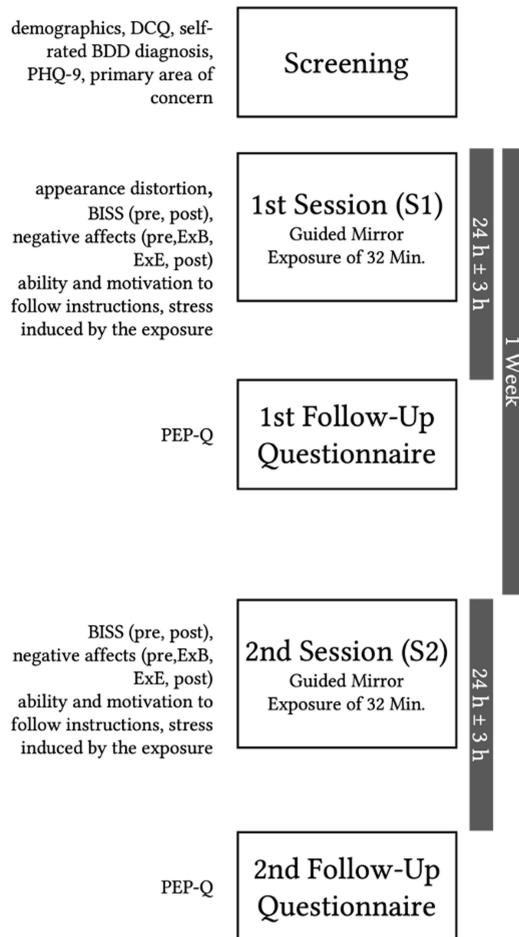 demographics, DCQ, self-
rated BDD diagnosis,
PHQ-9, primary area of
concern
Screening
appearance distortion,
BISS (pre, post),
negative affects (pre,ExB,
ExE, post)
ability and motivation to
follow instructions, stress
induced by the exposure
1st Session (S1)
Guided Mirror
Exposure of 32 Min.
24 h ± 3 h
1 Week
PEP-Q
1st Follow-Up
Questionnaire
BISS (pre, post),
negative affects (pre,ExB,
ExE, post)
ability and motivation to
follow instructions, stress
induced by the exposure
2nd Session (S2)
Guided Mirror
Exposure of 32 Min.
24 h ± 3 h
PEP-Q
2nd Follow-Up
Questionnaire